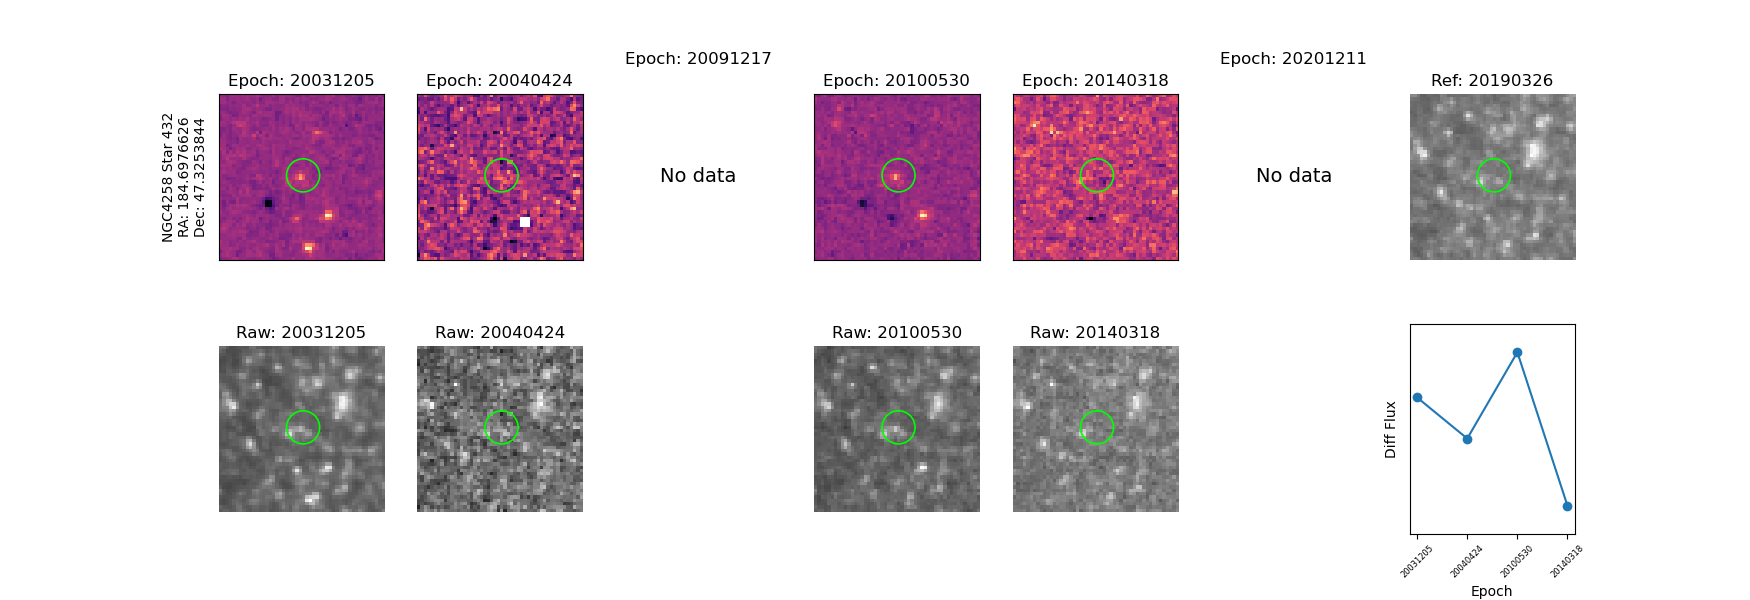 Epoch: 20031205
Epoch: 20040424
Epoch: 20091217
Epoch: 20100530
Epoch: 20140318
Epoch: 20201211
Ref: 20190326
NGC4258 Star 432
RA: 184.6976626
Dec: 47.3253844
No data
No data
Raw: 20031205
Raw: 20040424
Raw: 20100530
Raw: 20140318
Diff Flux
20031205
20040424
20100530
20140318
Epoch